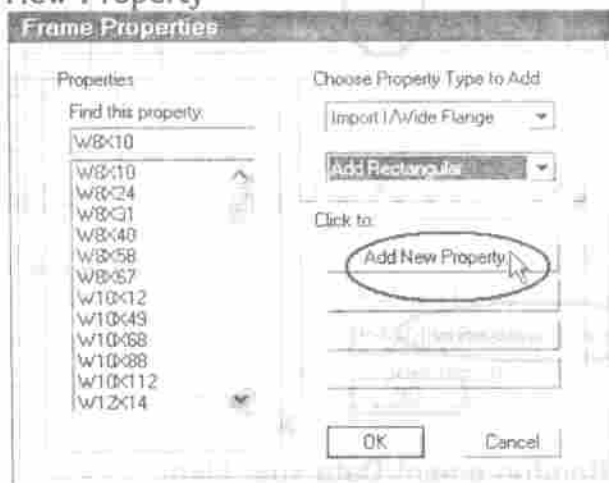 New Property
Frame Properties
Properties
Find this property:
W8X10
W8X10
W8X24
W8X31
W8X40
W8X58
W8X67
W10X12
W10X49
W10X68
W10X88
W10X112
W12X14
Choose Property Type to Add
Import I/Wide Flange
Add Rectangular
Click to:
Add New Property...
OK
Cancel